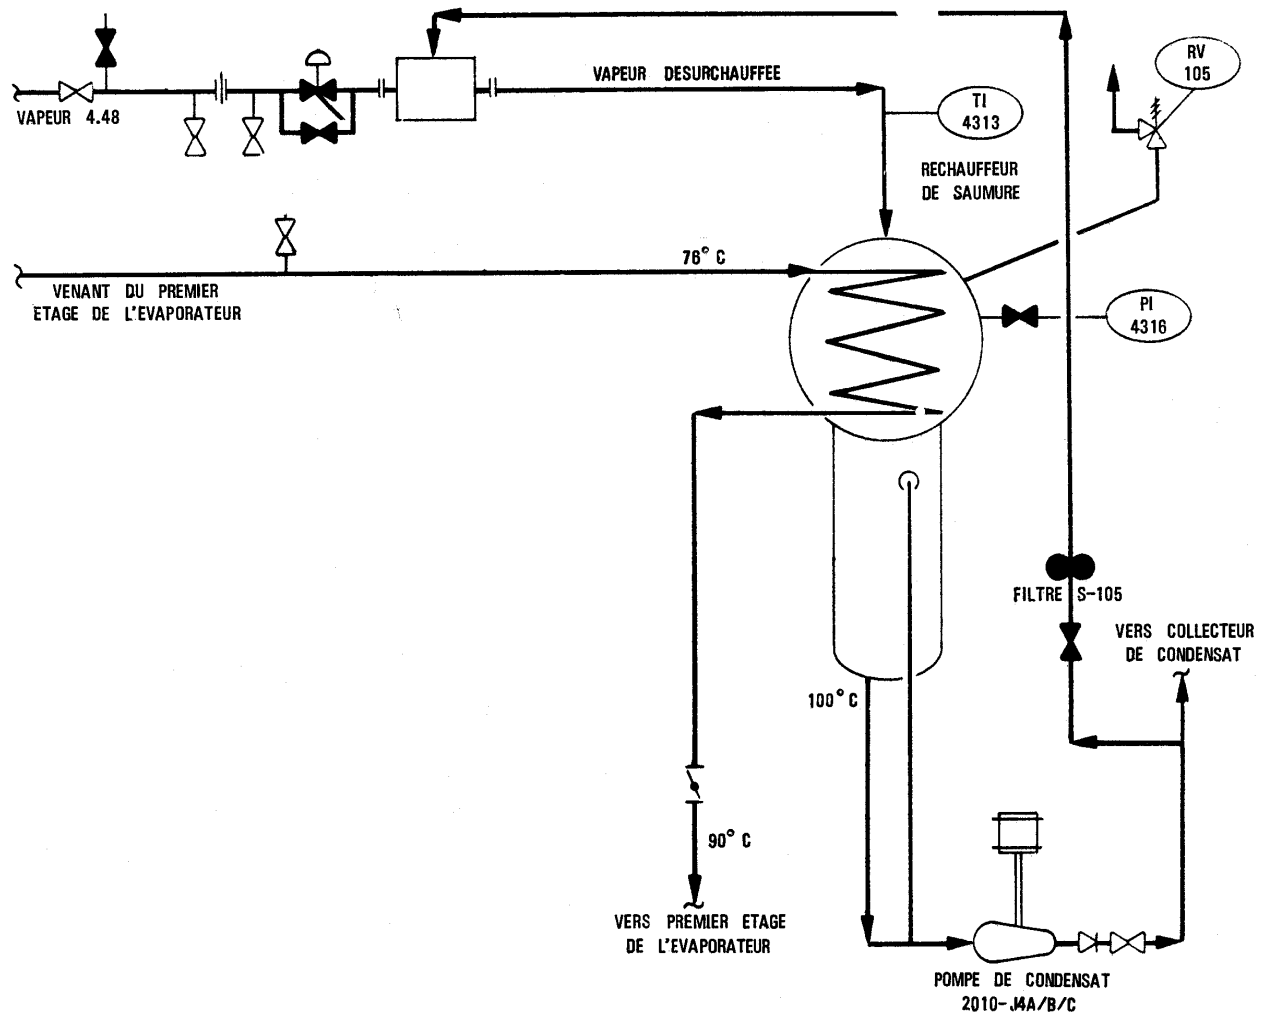 RV
105
VAPEUR DESURCHAUFFEE
VAPEUR 4.48
TI
4313
RECHAUFFEUR
DE SAUMURE
76° C
VENANT DU PREMIER
ETAGE DE L'EVAPORATEUR
PI
4316
FILTRE S-105
VERS COLLECTEUR
DE CONDENSAT
100° C
90° C
VERS PREMIER ETAGE
DE L'EVAPORATEUR
POMPE DE CONDENSAT
2010-J4A/B/C